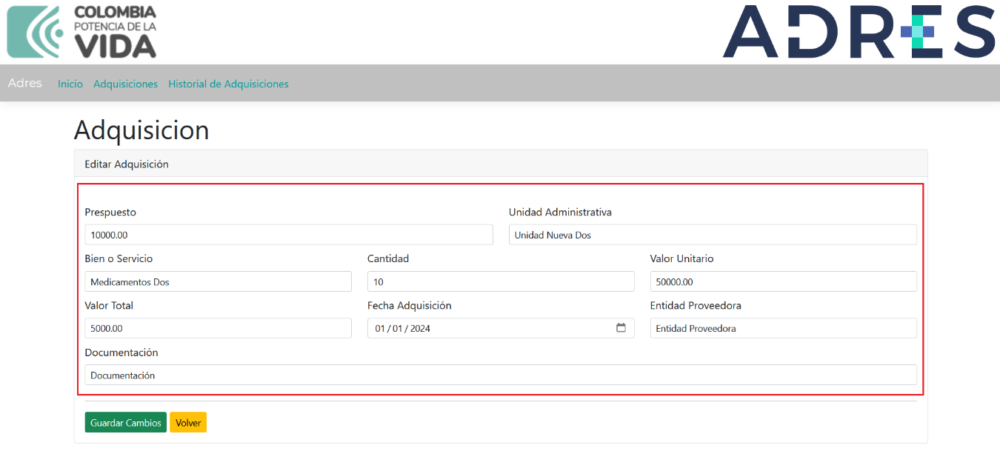 COLOMBIA
POTENCIA DE LA
VIDA
ADRES
Adres Inicio Adquisiciones Historial de Adquisiciones
Adquisicion
Editar Adquisición
Prespuesto Unidad Administrativa
10000.00 Unidad Nueva Dos
Bien o Servicio Cantidad Valor Unitario
Medicamentos Dos 10 50000.00
Valor Total Fecha Adquisición Entidad Proveedora
5000.00 01/01/2024 Entidad Proveedora
Documentación
Documentación
Guardar Cambios Volver